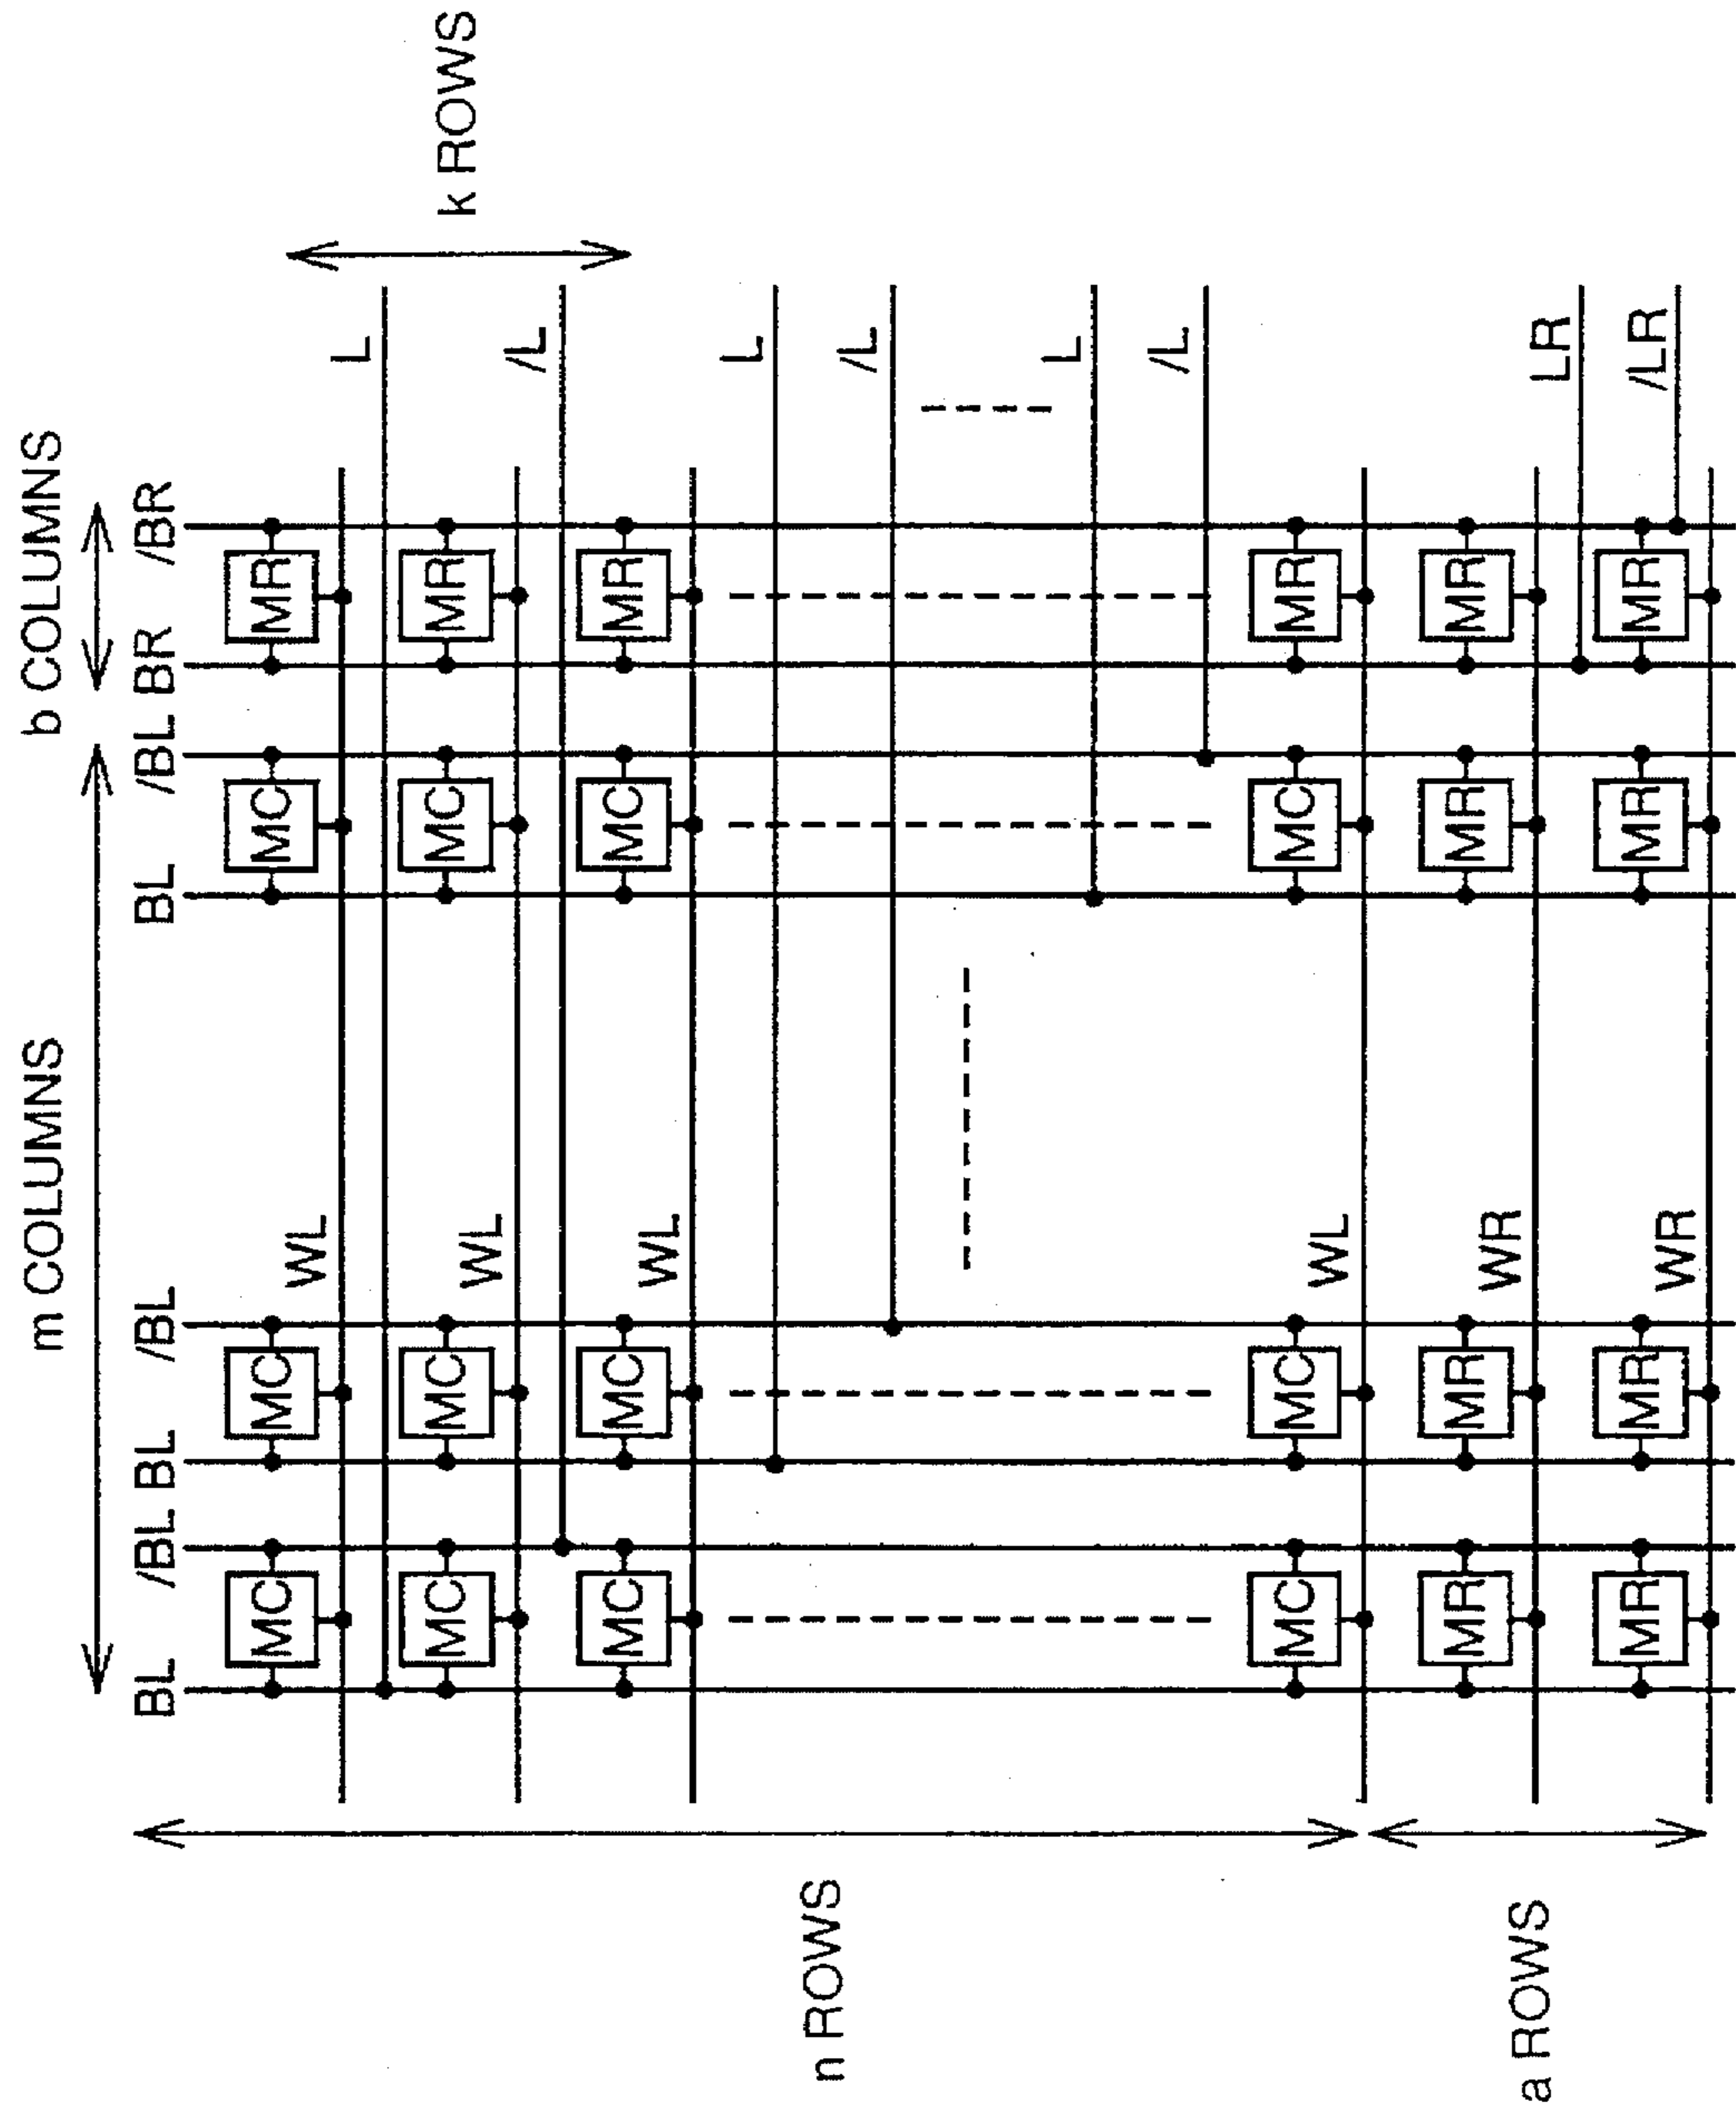 m COLUMNS b COLUMNS
BL /BL BL /BL BL /BL BR /BR
MC MC MC MR
WL
L
MC MC MC MR
k ROWS
WL
/L
MC MC MC MR
WL
L
n ROWS
/L
L
/L
MC MC MC MR
WL
MR MR MR MR
WR
a ROWS
LR
MR MR MR MR
/LR
WR